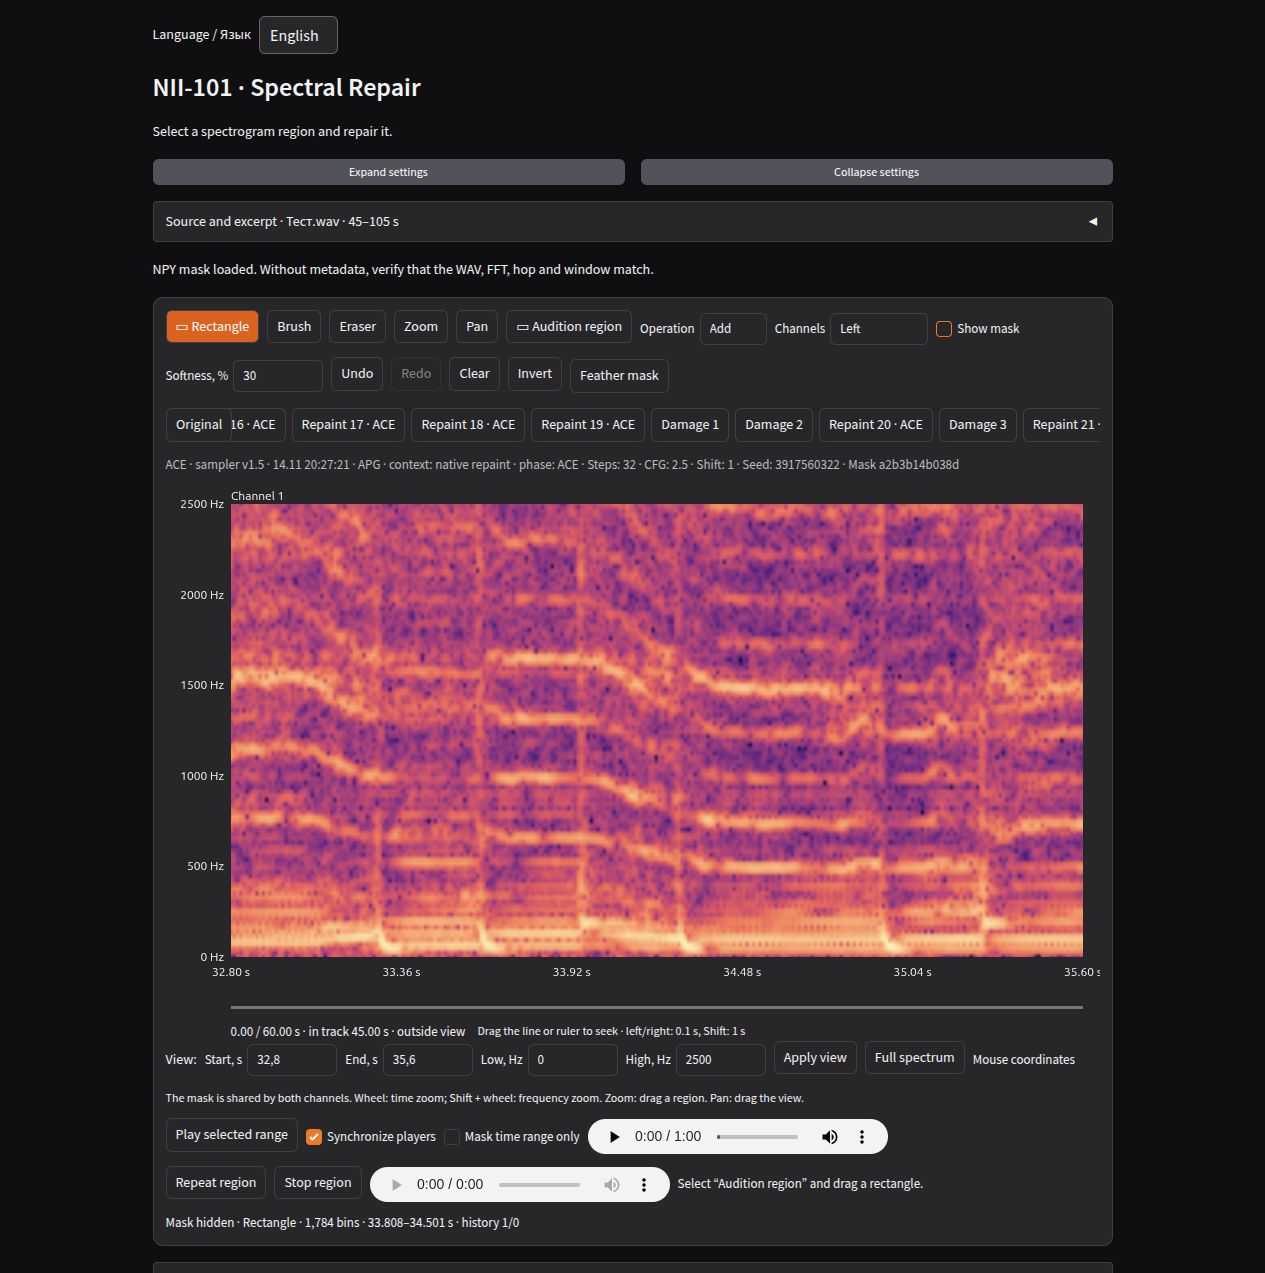 Language / Язык English
NII-101 · Spectral Repair
Select a spectrogram region and repair it.
Expand settings Collapse settings
Source and excerpt · Тест.wav · 45–105 s
NPY mask loaded. Without metadata, verify that the WAV, FFT, hop and window match.
Rectangle Brush Eraser Zoom Pan Audition region Operation Add Channels Left Show mask
Softness, % 30 Undo Redo Clear Invert Feather mask
Original 16 · ACE Repaint 17 · ACE Repaint 18 · ACE Repaint 19 · ACE Damage 1 Damage 2 Repaint 20 · ACE Damage 3 Repaint 21 ·
ACE · sampler v1.5 · 14.11 20:27:21 · APG · context: native repaint · phase: ACE · Steps: 32 · CFG: 2.5 · Shift: 1 · Seed: 3917560322 · Mask a2b3b14b038d
Channel 1
2500 Hz
2000 Hz
1500 Hz
1000 Hz
500 Hz
0 Hz
32.80 s 33.36 s 33.92 s 34.48 s 35.04 s 35.60 s
0.00 / 60.00 s · in track 45.00 s · outside view Drag the line or ruler to seek · left/right: 0.1 s, Shift: 1 s
View: Start, s 32,8 End, s 35,6 Low, Hz 0 High, Hz 2500 Apply view Full spectrum Mouse coordinates
The mask is shared by both channels. Wheel: time zoom; Shift + wheel: frequency zoom. Zoom: drag a region. Pan: drag the view.
Play selected range Synchronize players Mask time range only 0:00 / 1:00
Repeat region Stop region 0:00 / 0:00 Select “Audition region” and drag a rectangle.
Mask hidden · Rectangle · 1,784 bins · 33.808–34.501 s · history 1/0